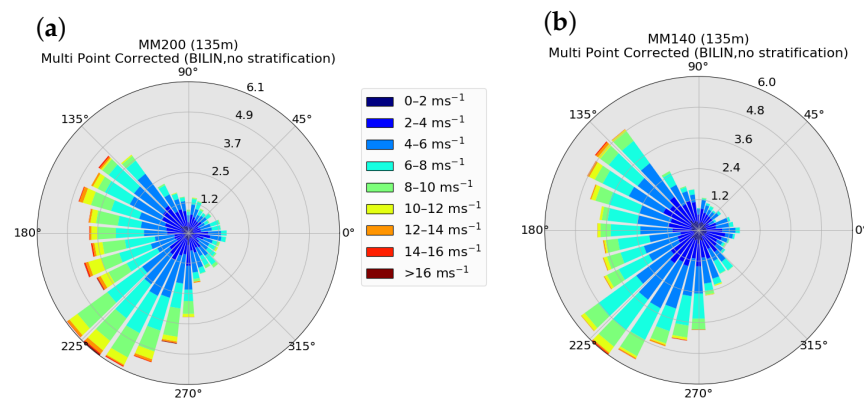 (a)
MM200 (135m)
Multi Point Corrected (BILIN,no stratification)
90°
6.1
135°
4.9
45°
3.7
2.5
1.2
180°
0°
225°
315°
270°
0–2 ms⁻¹
2–4 ms⁻¹
4–6 ms⁻¹
6–8 ms⁻¹
8–10 ms⁻¹
10–12 ms⁻¹
12–14 ms⁻¹
14–16 ms⁻¹
>16 ms⁻¹
(b)
MM140 (135m)
Multi Point Corrected (BILIN,no stratification)
90°
6.0
135°
4.8
45°
3.6
2.4
1.2
180°
0°
225°
315°
270°